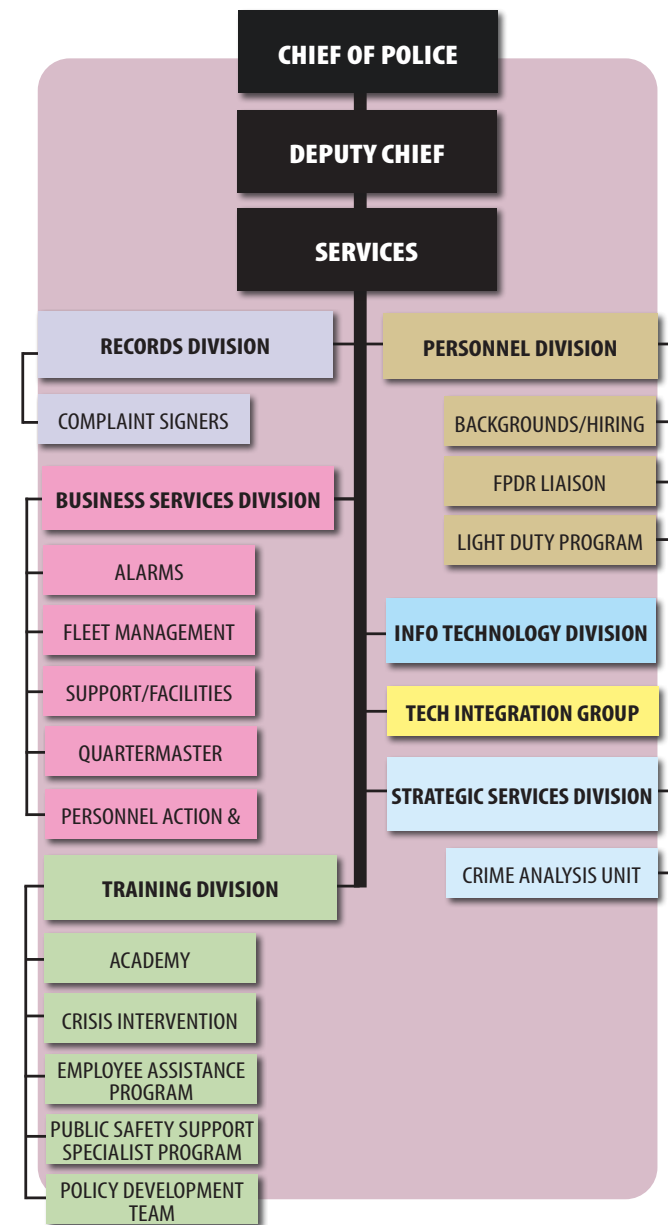 CHIEF OF POLICE
DEPUTY CHIEF
SERVICES
RECORDS DIVISION
COMPLAINT SIGNERS
BUSINESS SERVICES DIVISION
ALARMS
FLEET MANAGEMENT
SUPPORT/FACILITIES
QUARTERMASTER
PERSONNEL ACTION &
TRAINING DIVISION
ACADEMY
CRISIS INTERVENTION
EMPLOYEE ASSISTANCE
PROGRAM
PUBLIC SAFETY SUPPORT
SPECIALIST PROGRAM
POLICY DEVELOPMENT
TEAM
PERSONNEL DIVISION
BACKGROUNDS/HIRING
FPDR LIAISON
LIGHT DUTY PROGRAM
INFO TECHNOLOGY DIVISION
TECH INTEGRATION GROUP
STRATEGIC SERVICES DIVISION
CRIME ANALYSIS UNIT